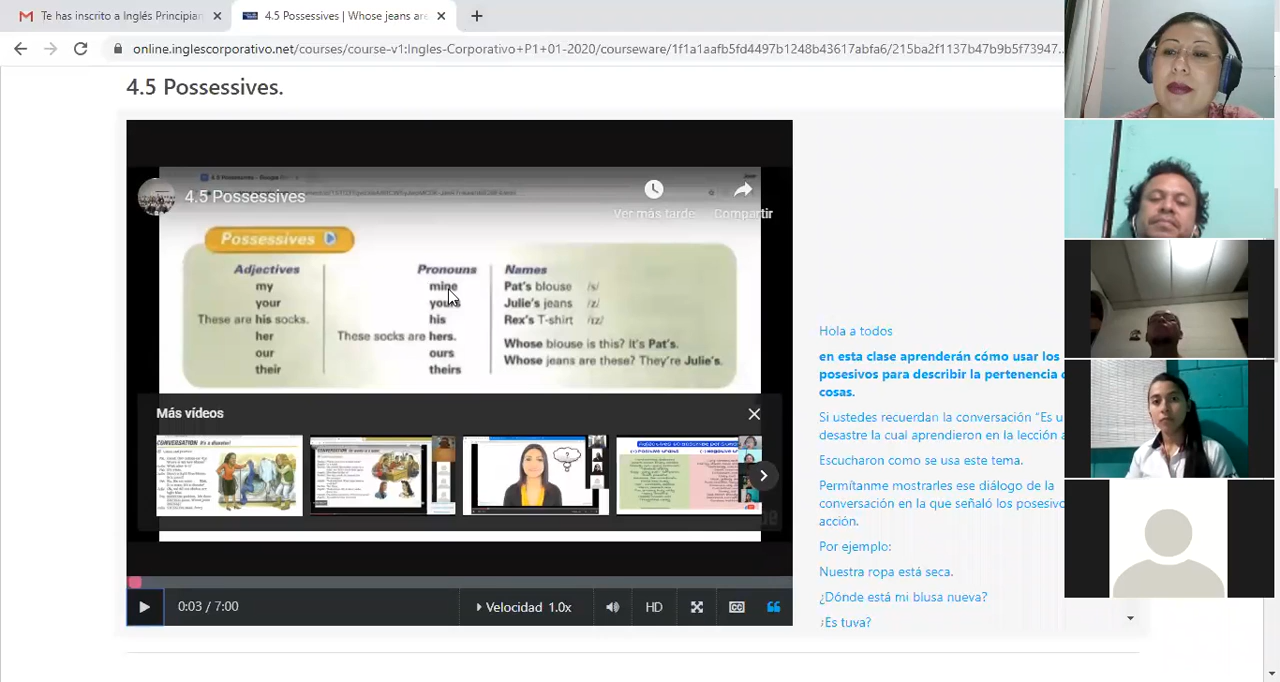 Te has inscrito a Inglés Principian
4.5 Possessives | Whose jeans are
online.inglescorporativo.net/courses/course-v1:Ingles-Corporativo+P1+01-2020/courseware/1f1a1aafb5fd4497b1248b43617abfa6/215ba2f1137b47b9b5f73947...
4.5 Possessives.
4.5 Possessives
Ver más tarde
Compartir
Possessives
Adjectives
my
your
These are his socks.
her
our
their
Pronouns
mine
yours
his
These socks are hers.
ours
theirs
Names
Pat's blouse /s/
Julie's jeans /z/
Rex's T-shirt /ɪz/
Whose blouse is this? It's Pat's.
Whose jeans are these? They're Julie's.
Más vídeos
CONVERSATION It's a disaster!
0:03 / 7:00
Velocidad 1.0x
HD
Hola a todos
en esta clase aprenderán cómo usar los
posesivos para describir la pertenencia
cosas.
Si ustedes recuerdan la conversación "Es u
desastre la cual aprendieron en la lección a
Escucharon como se usa este tema.
Permítanme mostrarles ese diálogo de la
conversación en la que señaló los posesivo
acción.
Por ejemplo:
Nuestra ropa está seca.
¿Dónde está mi blusa nueva?
¿Es tuva?